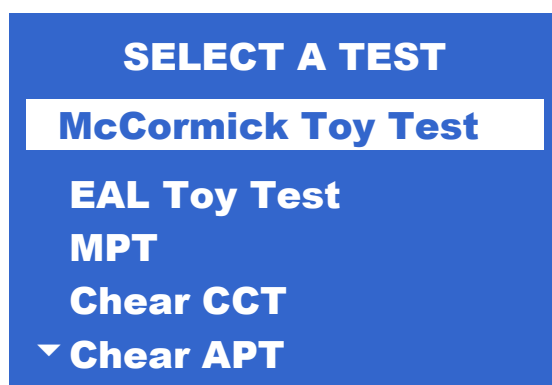 SELECT A TEST
McCormick Toy Test
EAL Toy Test
MPT
Chear CCT
Chear APT